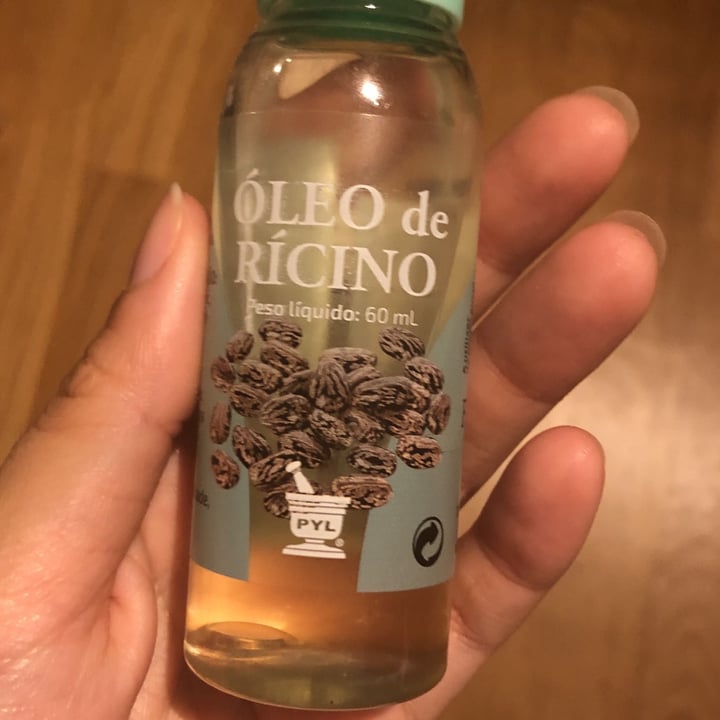 ÓLEO de
RÍCINO
Peso líquido: 60 mL
PYL
®